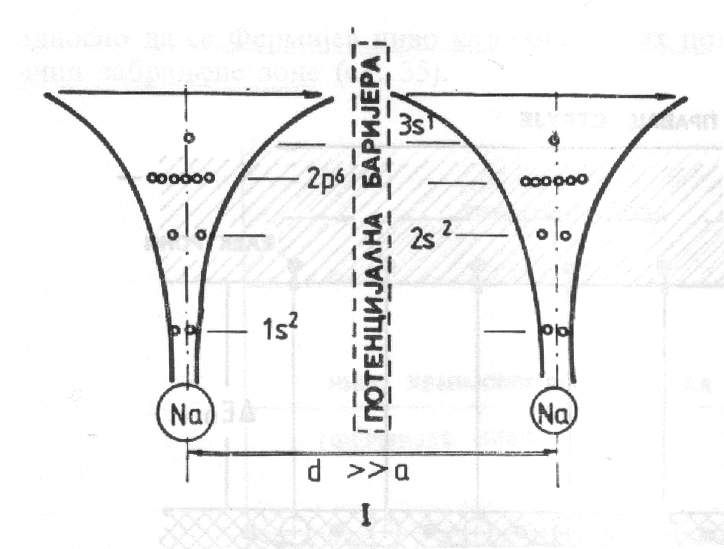 ПОТЕНЦИЈАЛНА БАРИЈЕРА
3s¹
2p⁶
2s²
1s²
Na
Na
d >> a
I